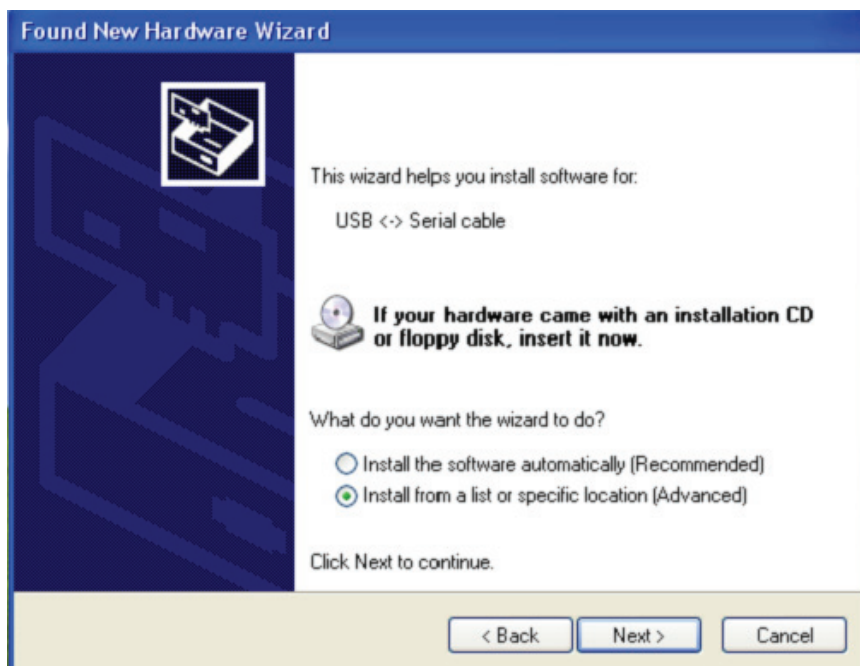 Found New Hardware Wizard
This wizard helps you install software for:
USB <-> Serial cable
If your hardware came with an installation CD
or floppy disk, insert it now.
What do you want the wizard to do?
Install the software automatically (Recommended)
Install from a list or specific location (Advanced)
Click Next to continue.
< Back Next > Cancel